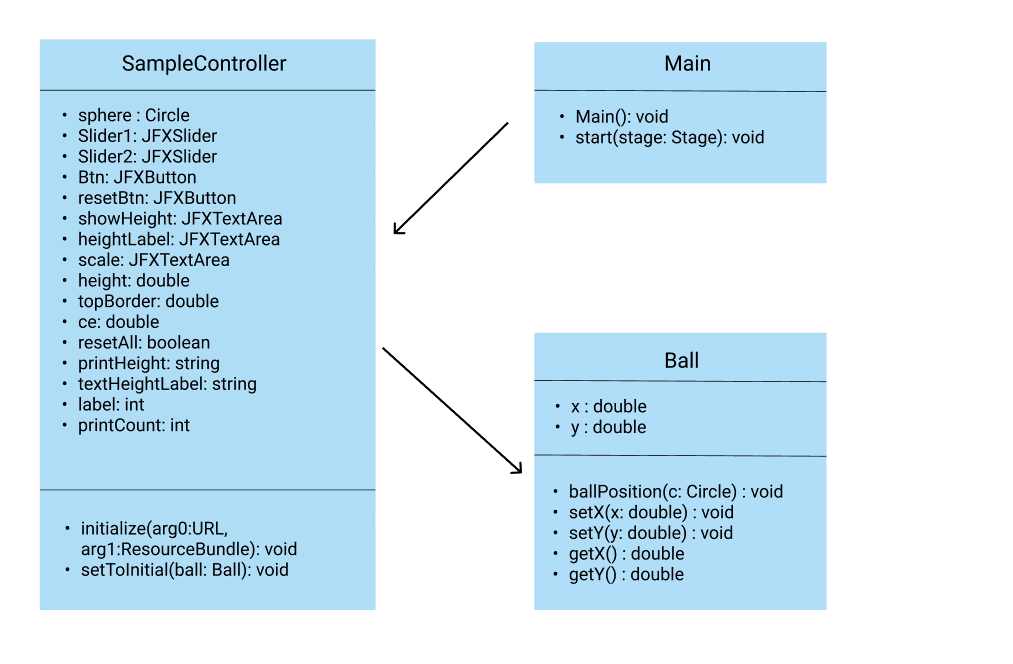 SampleController
• sphere : Circle
• Slider1: JFXSlider
• Slider2: JFXSlider
• Btn: JFXButton
• resetBtn: JFXButton
• showHeight: JFXTextArea
• heightLabel: JFXTextArea
• scale: JFXTextArea
• height: double
• topBorder: double
• ce: double
• resetAll: boolean
• printHeight: string
• textHeightLabel: string
• label: int
• printCount: int
• initialize(arg0:URL,
arg1:ResourceBundle): void
• setToInitial(ball: Ball): void
Main
• Main(): void
• start(stage: Stage): void
Ball
• x : double
• y : double
• ballPosition(c: Circle) : void
• setX(x: double) : void
• setY(y: double) : void
• getX() : double
• getY() : double